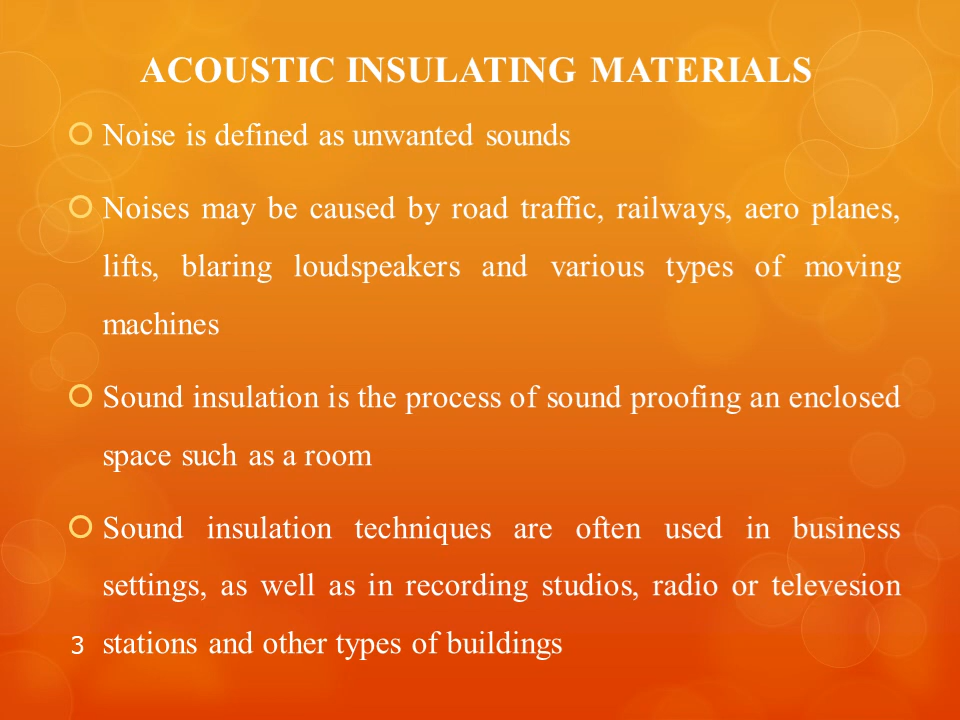 ACOUSTIC INSULATING MATERIALS
Noise is defined as unwanted sounds
Noises may be caused by road traffic, railways, aero planes,
lifts, blaring loudspeakers and various types of moving
machines
Sound insulation is the process of sound proofing an enclosed
space such as a room
Sound insulation techniques are often used in business
settings, as well as in recording studios, radio or televesion
stations and other types of buildings
3